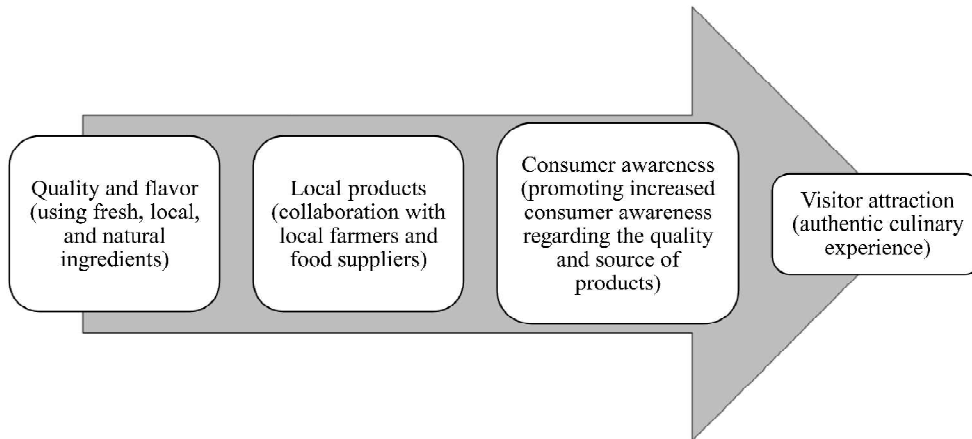 Quality and flavor
(using fresh, local,
and natural
ingredients)
Local products
(collaboration with
local farmers and
food suppliers)
Consumer awareness
(promoting increased
consumer awareness
regarding the quality
and source of
products)
Visitor attraction
(authentic culinary
experience)